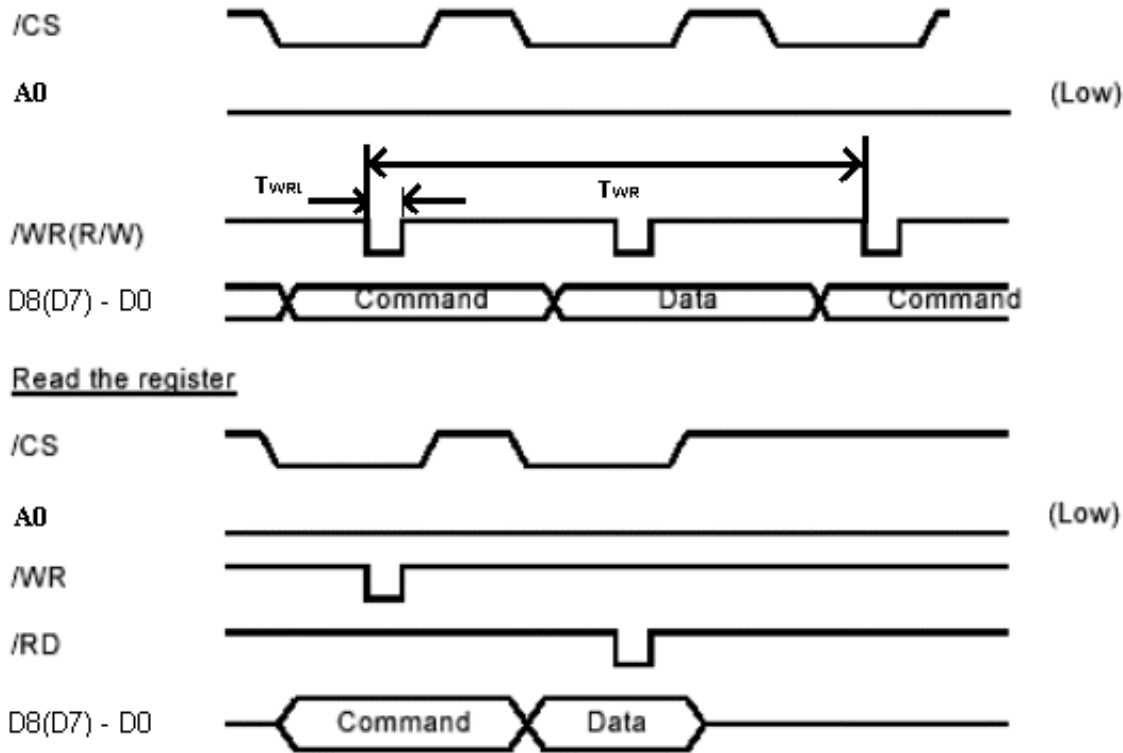 /CS
A0 (Low)
TWRL TWR
/WR(R/W)
D8(D7) - D0 Command Data Command
Read the register
/CS
A0 (Low)
/WR
/RD
D8(D7) - D0 Command Data